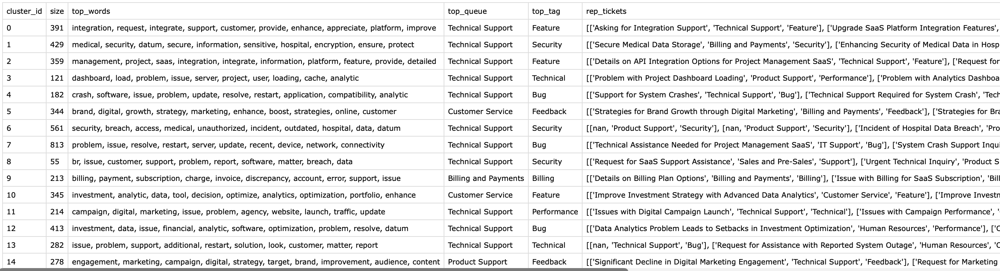 cluster_id size top_words top_queue top_tag rep_tickets
0 391 integration, request, integrate, support, customer, provide, enhance, appreciate, platform, improve Technical Support Feature [['Asking for Integration Support', 'Technical Support', 'Feature'], ['Upgrade SaaS Platform Integration Features',
1 429 medical, security, datum, secure, information, sensitive, hospital, encryption, ensure, protect Technical Support Security [['Secure Medical Data Storage', 'Billing and Payments', 'Security'], ['Enhancing Security of Medical Data in Hosp
2 359 management, project, saas, integration, integrate, information, platform, feature, provide, detailed Technical Support Feature [['Details on API Integration Options for Project Management SaaS', 'Technical Support', 'Feature'], ['Request for
3 121 dashboard, load, problem, issue, server, project, user, loading, cache, analytic Technical Support Technical [['Problem with Project Dashboard Loading', 'Product Support', 'Performance'], ['Problem with Analytics Dashboa
4 182 crash, software, issue, problem, update, resolve, restart, application, compatibility, analytic Technical Support Bug [['Support for System Crashes', 'Technical Support', 'Bug'], ['Technical Support Required for System Crash', 'Tech
5 344 brand, digital, growth, strategy, marketing, enhance, boost, strategies, online, customer Customer Service Feedback [['Strategies for Brand Growth through Digital Marketing', 'Billing and Payments', 'Feedback'], ['Strategies for Bra
6 561 security, breach, access, medical, unauthorized, incident, outdated, hospital, data, datum Technical Support Security [[nan, 'Product Support', 'Security'], [nan, 'Product Support', 'Security'], ['Incident of Hospital Data Breach', 'Pro
7 813 problem, issue, resolve, restart, server, update, recent, device, network, connectivity Technical Support Bug [['Technical Assistance Needed for Project Management SaaS', 'IT Support', 'Bug'], ['System Crash Support Inqui
8 55 br, issue, customer, support, problem, report, software, matter, breach, data Technical Support Security [['Request for SaaS Support Assistance', 'Sales and Pre-Sales', 'Support'], ['Urgent Technical Inquiry', 'Product S
9 213 billing, payment, subscription, charge, invoice, discrepancy, account, error, support, issue Billing and Payments Billing [['Details on Billing Plan Options', 'Billing and Payments', 'Billing'], ['Issue with Billing for SaaS Subscription', 'Bill
10 345 investment, analytic, data, tool, decision, optimize, analytics, optimization, portfolio, enhance Customer Service Feature [['Improve Investment Strategy with Advanced Data Analytics', 'Customer Service', 'Feature'], ['Improve Investn
11 214 campaign, digital, marketing, issue, problem, agency, website, launch, traffic, update Technical Support Performance [['Issues with Digital Campaign Launch', 'Technical Support', 'Technical'], ['Issues with Campaign Performance', '
12 413 investment, data, issue, financial, analytic, software, optimization, problem, resolve, datum Technical Support Bug [['Data Analytics Problem Leads to Setbacks in Investment Optimization', 'Human Resources', 'Performance'], ['C
13 282 issue, problem, support, additional, restart, solution, look, customer, matter, report Technical Support Technical [[nan, 'Technical Support', 'Bug'], ['Request for Assistance with Reported System Outage', 'Human Resources', 'C
14 278 engagement, marketing, campaign, digital, strategy, target, brand, improvement, audience, content Product Support Feedback [['Significant Decline in Digital Marketing Engagement', 'Technical Support', 'Feedback'], ['Request for Marketing